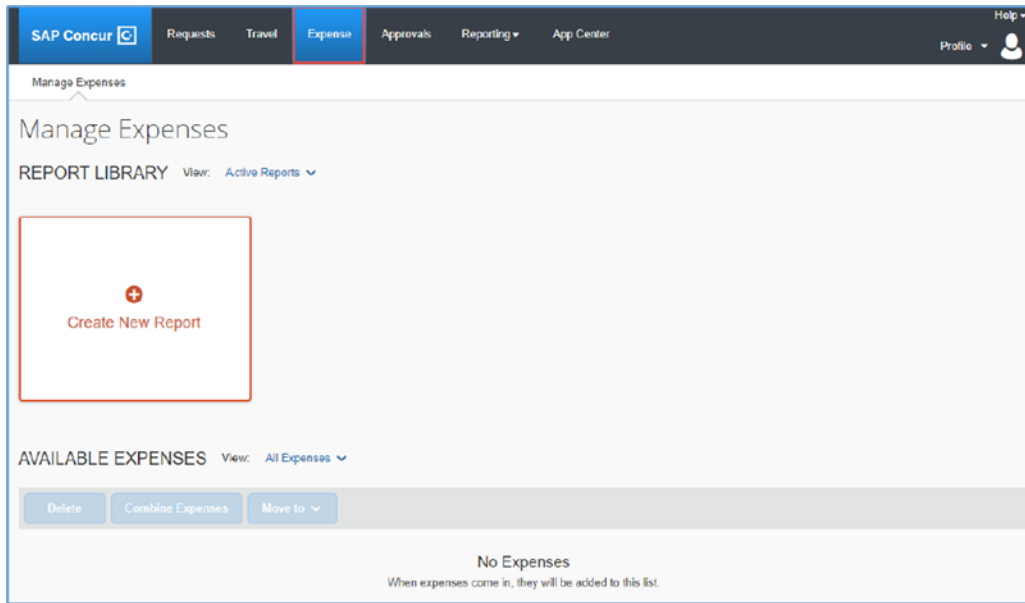 Help
SAP Concur C Requests Travel Expense Approvals Reporting App Center
Profile
Manage Expenses
Manage Expenses
REPORT LIBRARY View: Active Reports
Create New Report
AVAILABLE EXPENSES View: All Expenses
Delete Combine Expenses Move to
No Expenses
When expenses come in, they will be added to this list.